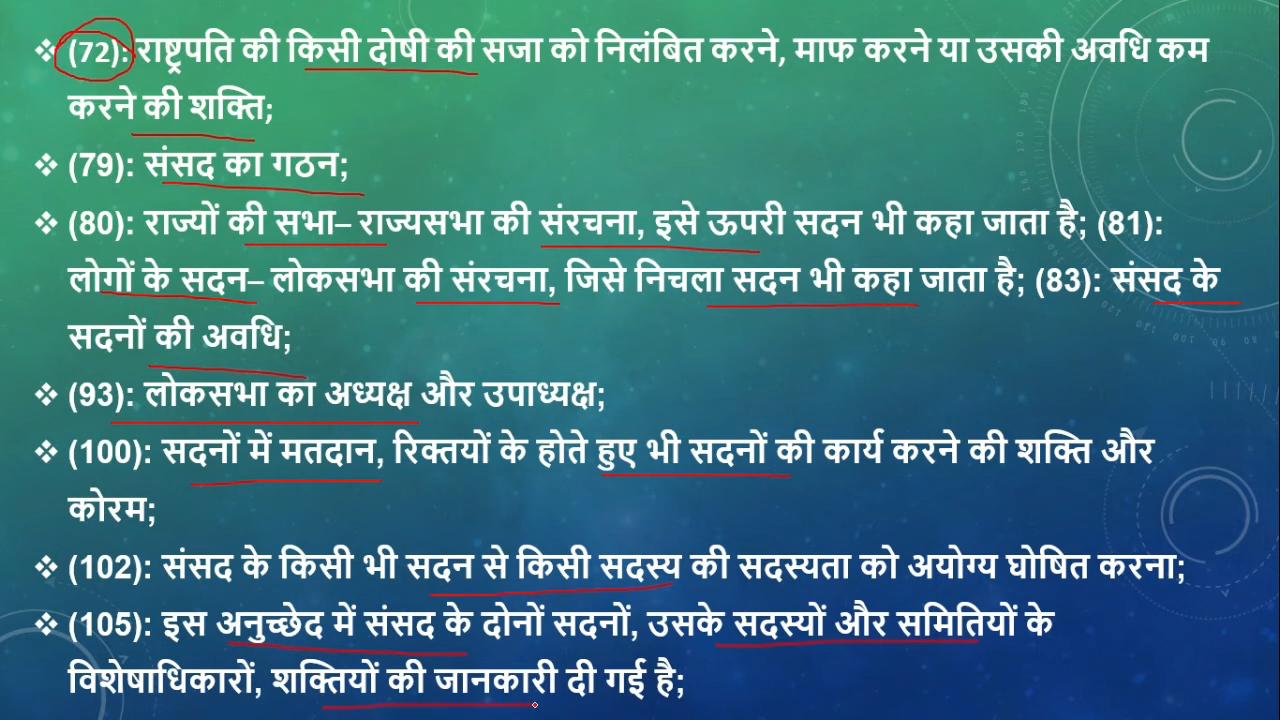 ❖ (72): राष्ट्रपति की किसी दोषी की सजा को निलंबित करने, माफ करने या उसकी अवधि कम
करने की शक्ति;
❖ (79): संसद का गठन;
❖ (80): राज्यों की सभा– राज्यसभा की संरचना, इसे ऊपरी सदन भी कहा जाता है; (81):
लोगों के सदन– लोकसभा की संरचना, जिसे निचला सदन भी कहा जाता है; (83): संसद के
सदनों की अवधि;
❖ (93): लोकसभा का अध्यक्ष और उपाध्यक्ष;
❖ (100): सदनों में मतदान, रिक्तयों के होते हुए भी सदनों की कार्य करने की शक्ति और
कोरम;
❖ (102): संसद के किसी भी सदन से किसी सदस्य की सदस्यता को अयोग्य घोषित करना;
❖ (105): इस अनुच्छेद में संसद के दोनों सदनों, उसके सदस्यों और समितियों के
विशेषाधिकारों, शक्तियों की जानकारी दी गई है;